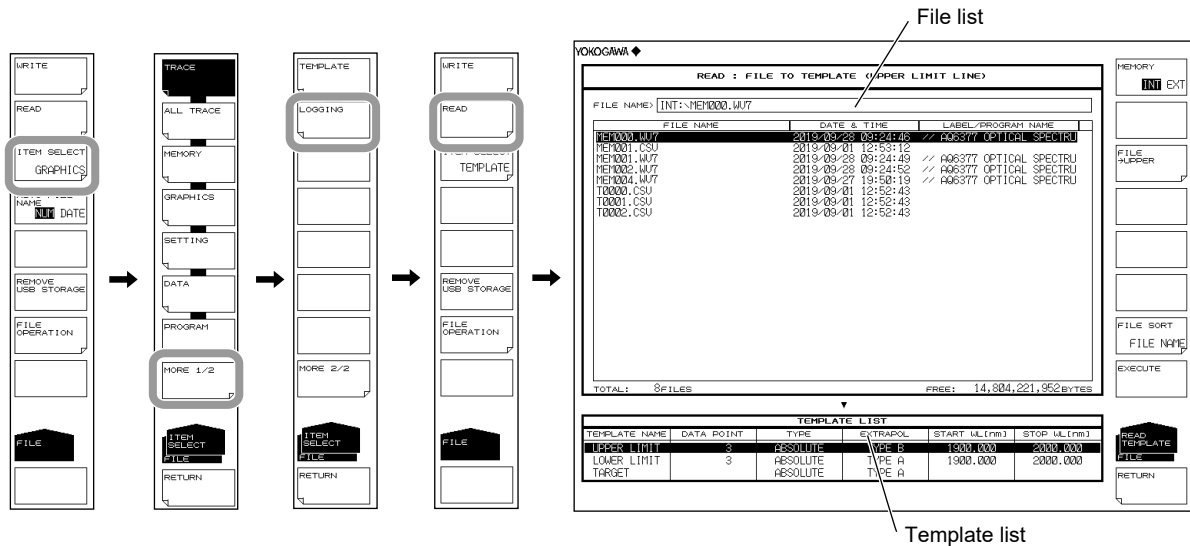 File list
WRITE
READ
ITEM SELECT
GRAPHICS
NAME
NUM DATE
REMOVE
USB STORAGE
FILE
OPERATION
FILE
TRACE
ALL TRACE
MEMORY
GRAPHICS
SETTING
DATA
PROGRAM
MORE 1/2
ITEM
SELECT
FILE
RETURN
TEMPLATE
LOGGING
MORE 2/2
ITEM
SELECT
FILE
RETURN
WRITE
READ
TEMPLATE
REMOVE
USB STORAGE
FILE
OPERATION
FILE
YOKOGAWA
READ : FILE TO TEMPLATE (UPPER LIMIT LINE)
FILE NAME> INT:\MEM000.WV7
FILE NAME DATE & TIME LABEL/PROGRAM NAME
MEM000.WV7 2019/09/28 09:24:46 // AQ6377 OPTICAL SPECTRU
MEM001.CSV 2019/09/01 12:53:12
MEM001.WV7 2019/09/28 09:24:49 // AQ6377 OPTICAL SPECTRU
MEM002.WV7 2019/09/28 09:24:52 // AQ6377 OPTICAL SPECTRU
MEM004.WV7 2019/09/27 19:50:19 // AQ6377 OPTICAL SPECTRU
T0000.CSV 2019/09/01 12:52:43
T0001.CSV 2019/09/01 12:52:43
T0002.CSV 2019/09/01 12:52:43
TOTAL: 8FILES FREE: 14,804,221,952BYTES
TEMPLATE LIST
TEMPLATE NAME DATA POINT TYPE EXTRAPOL START WL[nm] STOP WL[nm]
UPPER LIMIT 3 ABSOLUTE TYPE B 1900.000 2000.000
LOWER LIMIT 3 ABSOLUTE TYPE A 1900.000 2000.000
TARGET ABSOLUTE TYPE A
MEMORY
INT EXT
FILE
→UPPER
FILE SORT
FILE NAME
EXECUTE
READ
TEMPLATE
FILE
RETURN
Template list